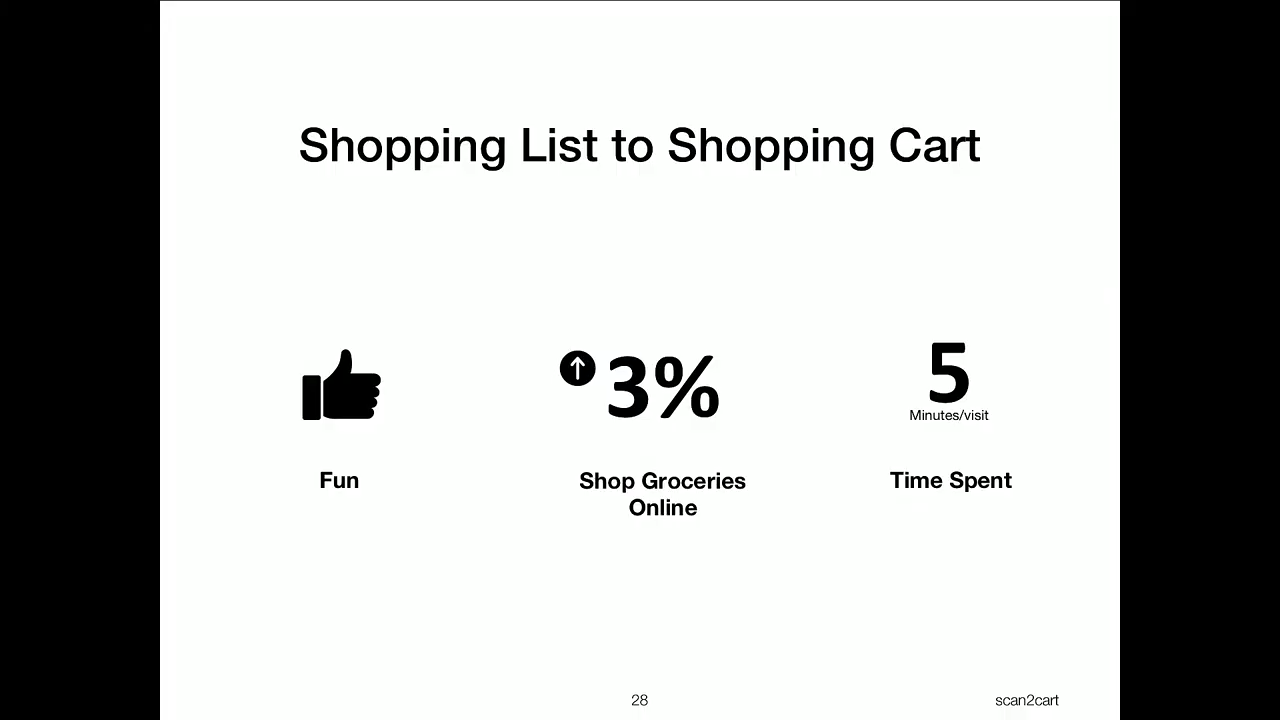 Shopping List to Shopping Cart
3%
5
Minutes/visit
Fun
Shop Groceries
Online
Time Spent
28
scan2cart